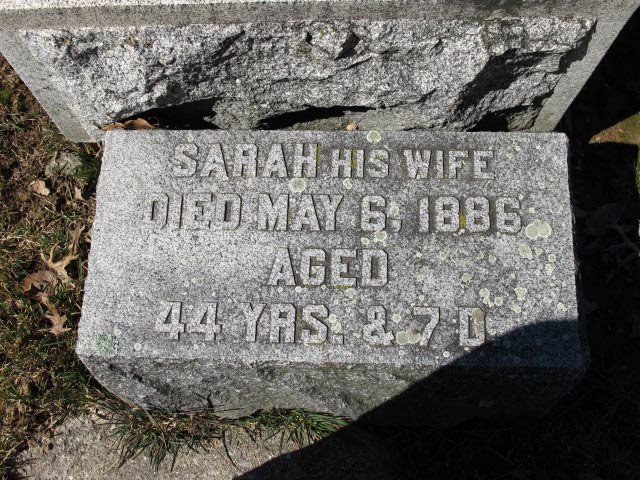 SARAH HIS WIFE
DIED MAY 6, 1886
AGED
44 YRS. & 7 D.